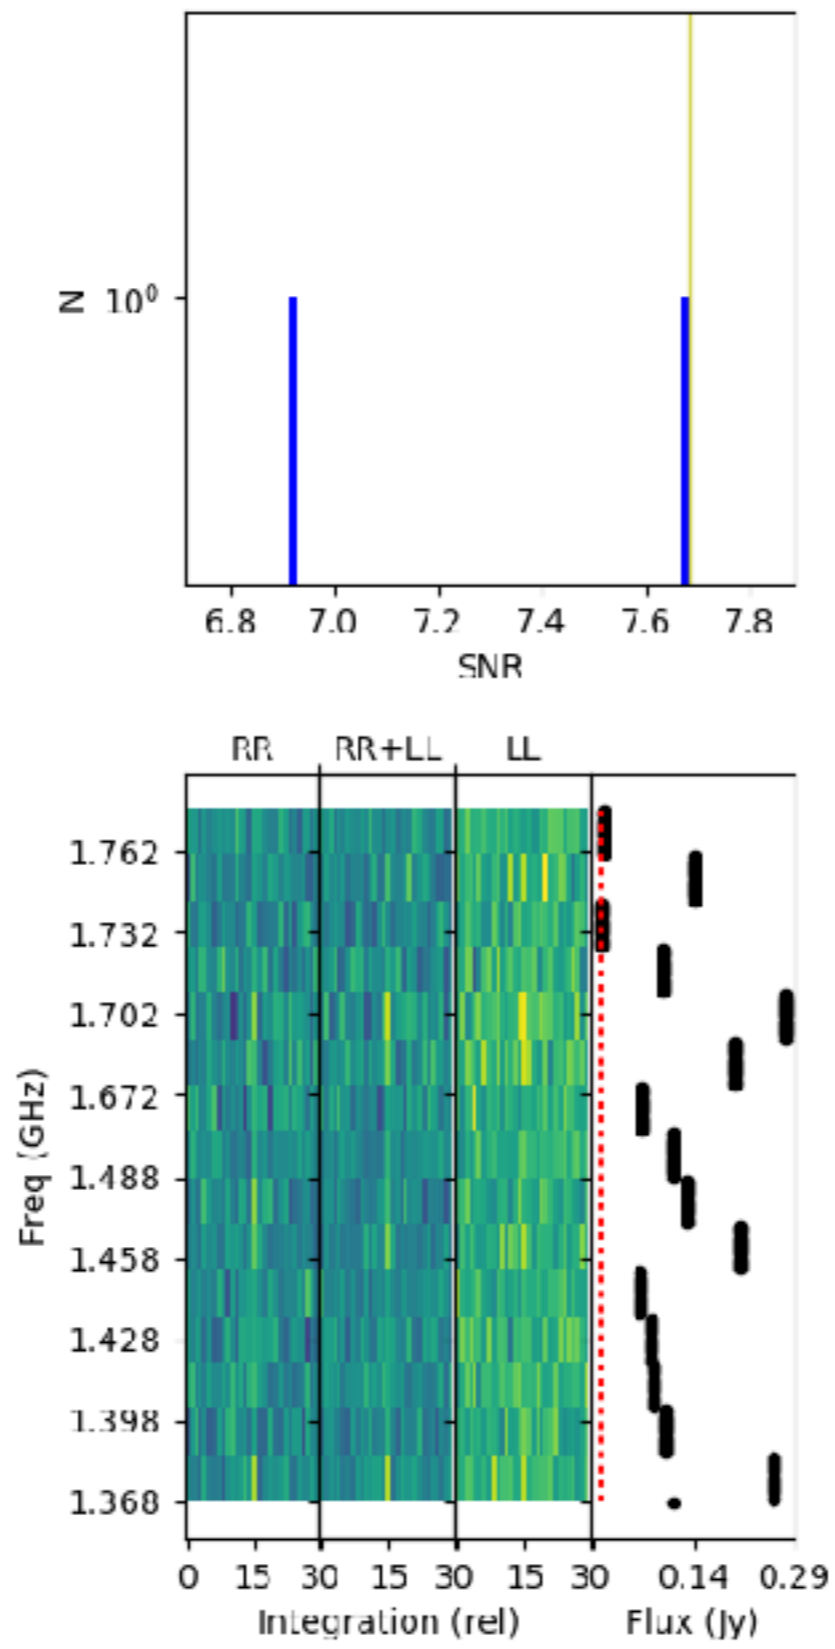 N 10⁰
6.8 7.0 7.2 7.4 7.6 7.8
SNR
RR RR+LL LL
1.762
1.732
1.702
1.672
1.488
1.458
1.428
1.398
1.368
Freq (GHz)
0 15 30 15 30 15 30 0.14 0.29
Integration (rel) Flux (Jy)